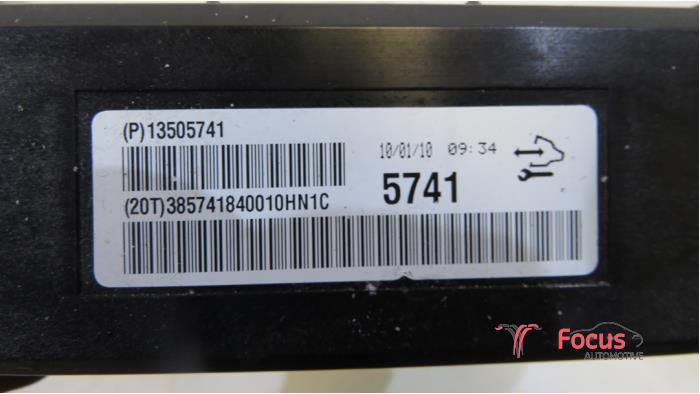 (P)13505741
10/01/10 09:34
5741
(20T)385741840010HN1C
Focus
AUTOMOTIVE